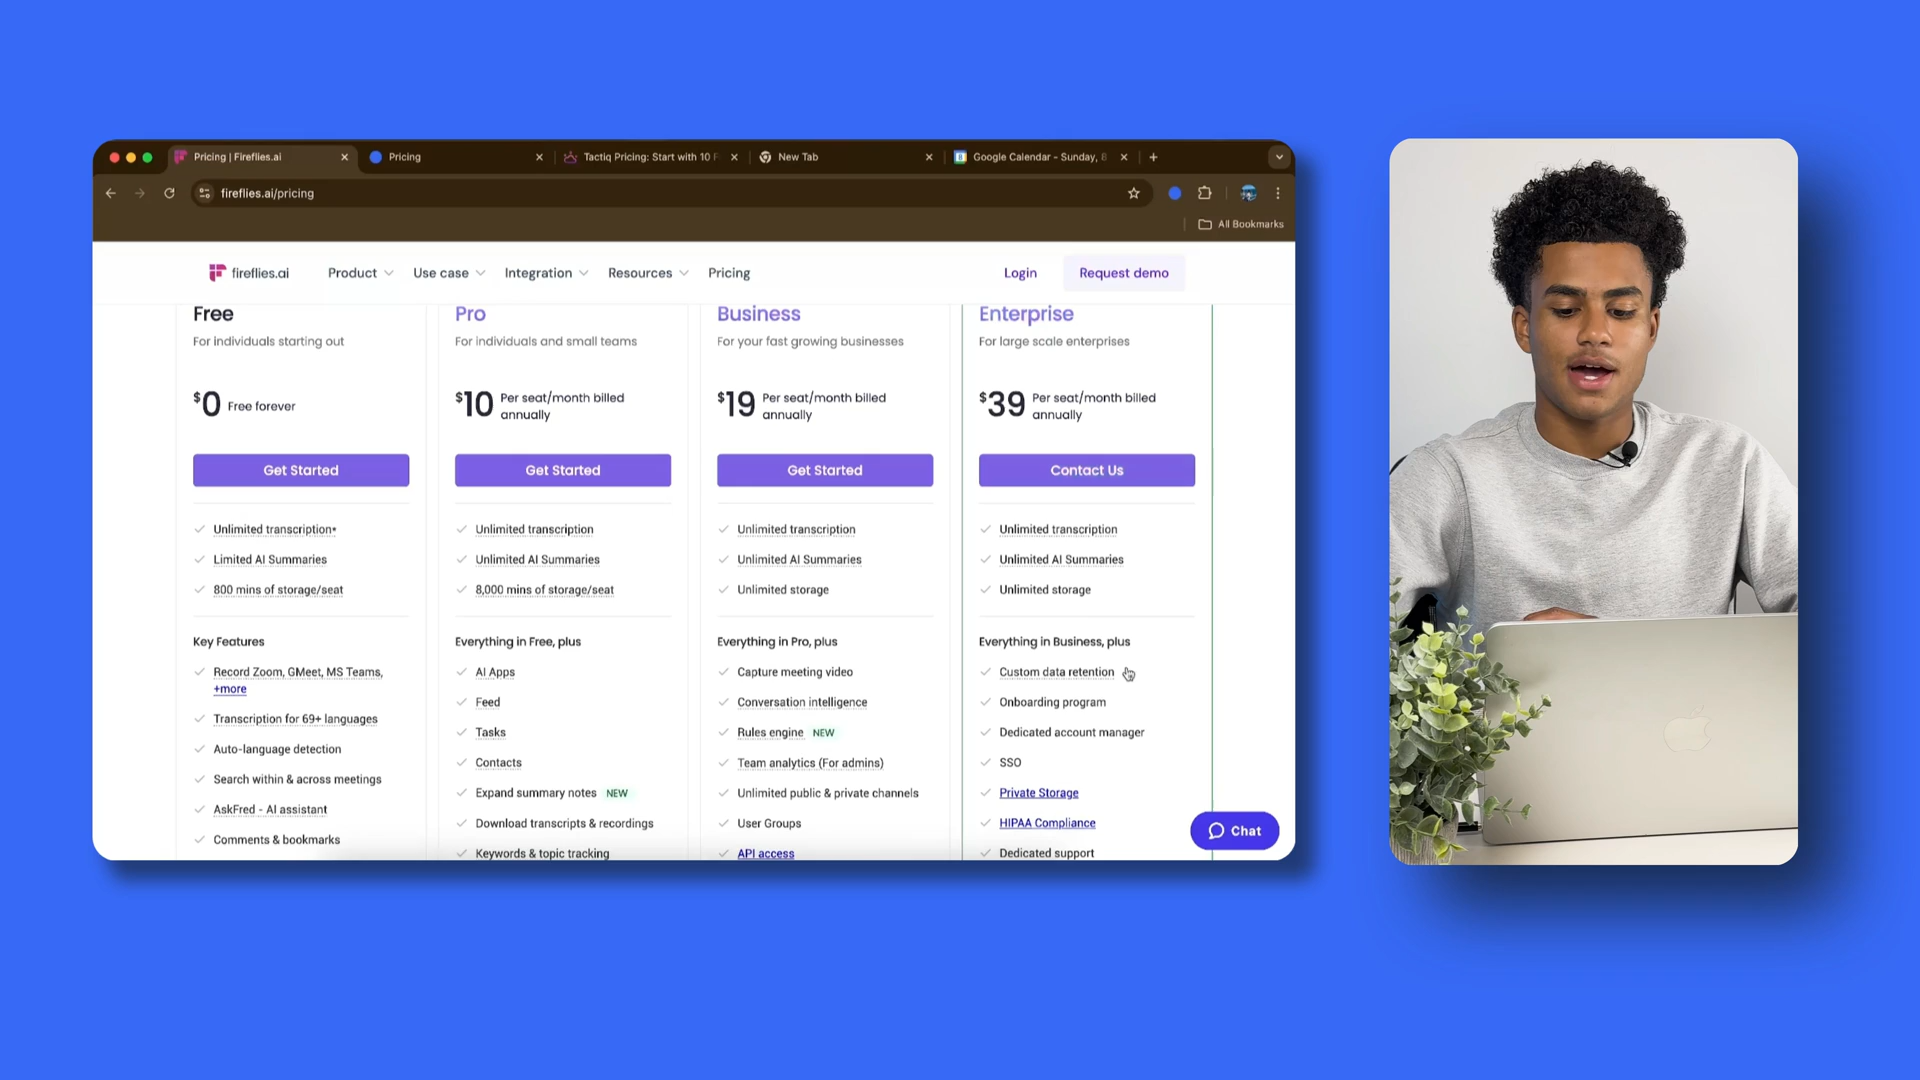 Pricing | Fireflies.ai
Pricing
Tactiq Pricing: Start with 10 F
New Tab
Google Calendar - Sunday, 8
fireflies.ai/pricing
All Bookmarks
fireflies.ai
Product
Use case
Integration
Resources
Pricing
Login
Request demo
Free
For individuals starting out
$0 Free forever
Get Started
Unlimited transcription*
Limited AI Summaries
800 mins of storage/seat
Key Features
Record Zoom, GMeet, MS Teams,
+more
Transcription for 69+ languages
Auto-language detection
Search within & across meetings
AskFred - AI assistant
Comments & bookmarks
Pro
For individuals and small teams
$10 Per seat/month billed
annually
Get Started
Unlimited transcription
Unlimited AI Summaries
8,000 mins of storage/seat
Everything in Free, plus
AI Apps
Feed
Tasks
Contacts
Expand summary notes NEW
Download transcripts & recordings
Keywords & topic tracking
Business
For your fast growing businesses
$19 Per seat/month billed
annually
Get Started
Unlimited transcription
Unlimited AI Summaries
Unlimited storage
Everything in Pro, plus
Capture meeting video
Conversation intelligence
Rules engine NEW
Team analytics (For admins)
Unlimited public & private channels
User Groups
API access
Enterprise
For large scale enterprises
$39 Per seat/month billed
annually
Contact Us
Unlimited transcription
Unlimited AI Summaries
Unlimited storage
Everything in Business, plus
Custom data retention
Onboarding program
Dedicated account manager
SSO
Private Storage
HIPAA Compliance
Dedicated support
Chat